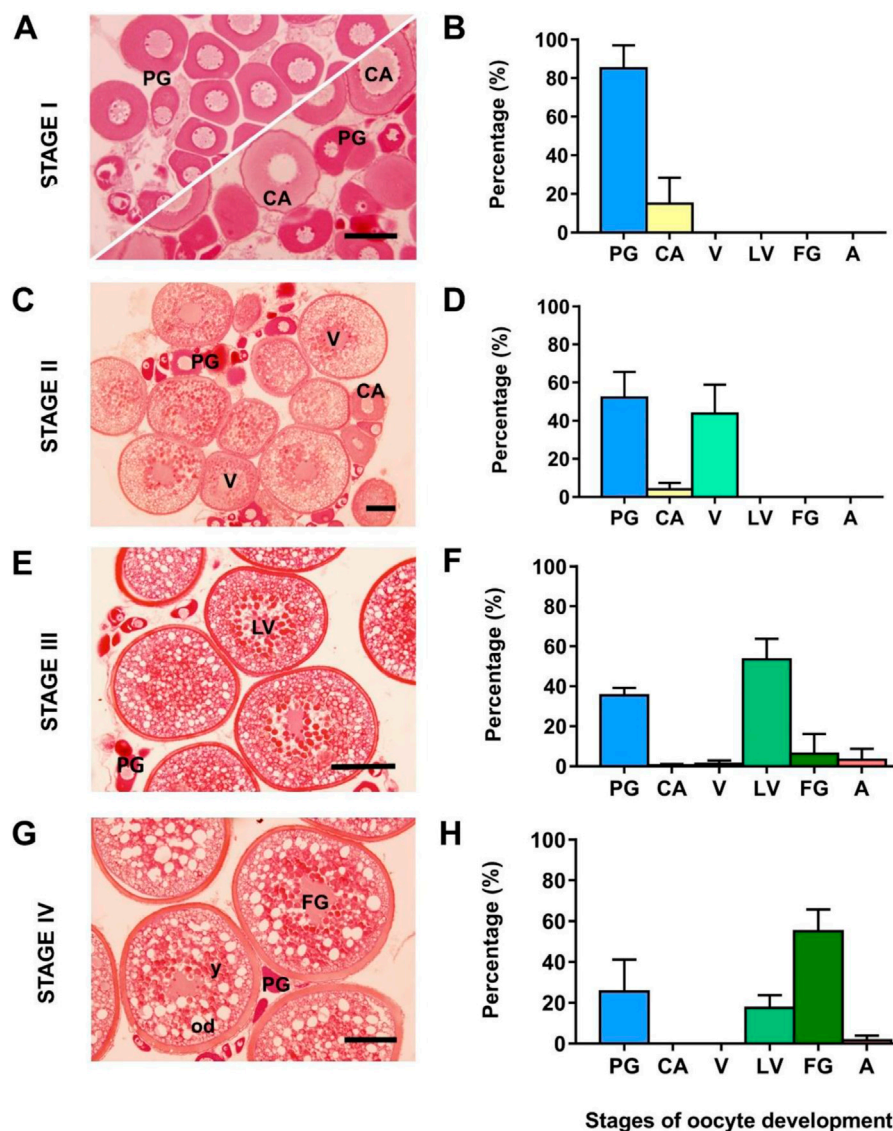 A
STAGE I
PG
CA
PG
CA
B
Percentage (%)
100
80
60
40
20
0
PG CA V LV FG A
C
STAGE II
V
PG
CA
V
D
Percentage (%)
100
80
60
40
20
0
PG CA V LV FG A
E
STAGE III
LV
PG
F
Percentage (%)
100
80
60
40
20
0
PG CA V LV FG A
G
STAGE IV
FG
y
PG
od
H
Percentage (%)
100
80
60
40
20
0
PG CA V LV FG A
Stages of oocyte development